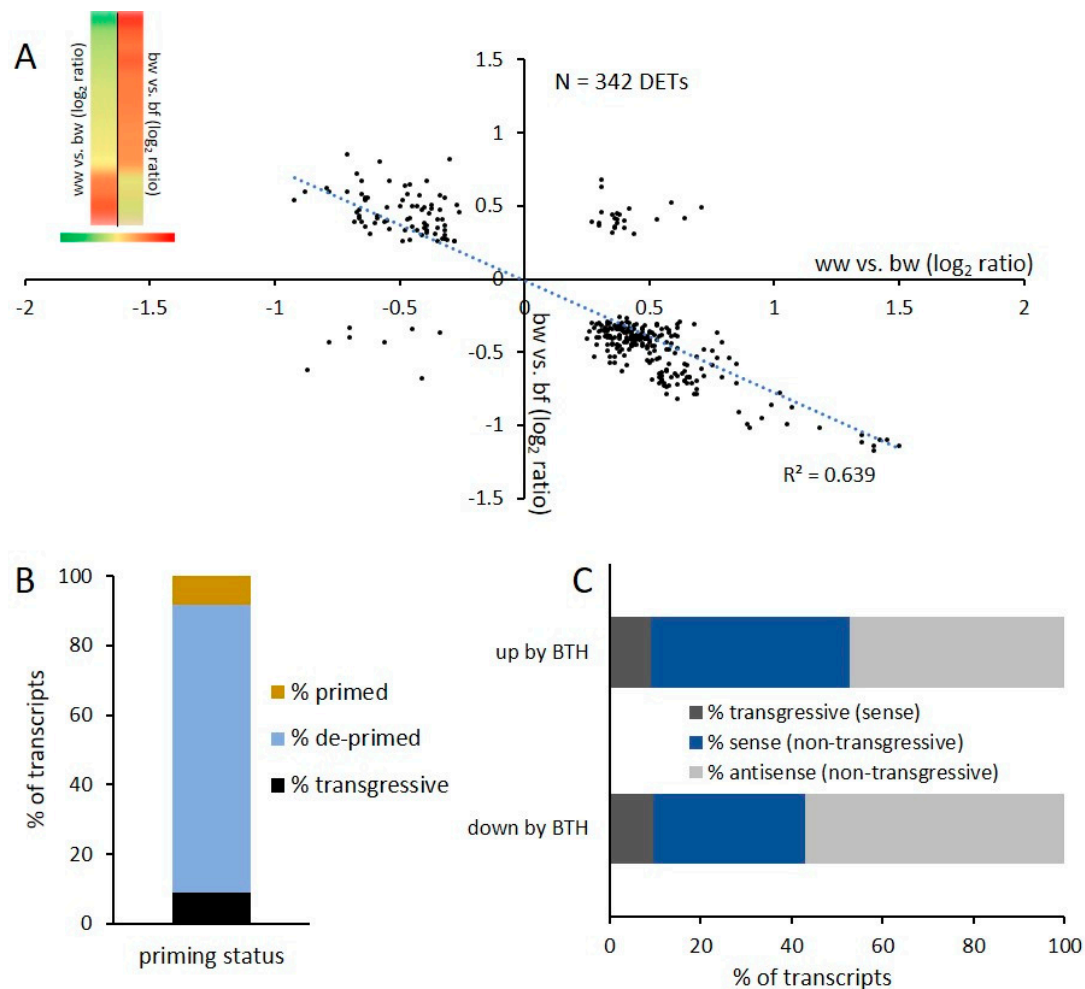 A
ww vs. bw (log₂ ratio)
bw vs. bf (log₂ ratio)
N = 342 DETs
1.5
1
0.5
0
-0.5
-1
-1.5
-2
-1.5
-1
-0.5
0
0.5
1
1.5
2
ww vs. bw (log₂ ratio)
bw vs. bf (log₂ ratio)
R² = 0.639
B
% of transcripts
100
80
60
40
20
0
priming status
% primed
% de-primed
% transgressive
C
up by BTH
down by BTH
% transgressive (sense)
% sense (non-transgressive)
% antisense (non-transgressive)
0
20
40
60
80
100
% of transcripts